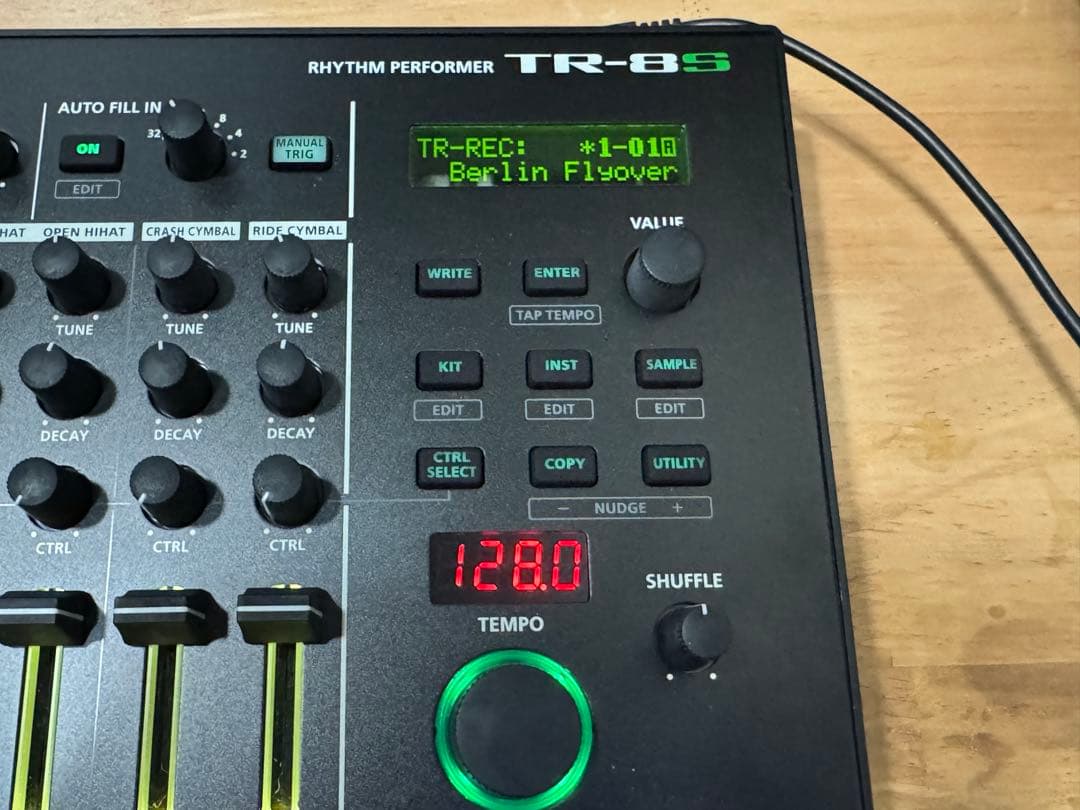 RHYTHM PERFORMER TR-8S
AUTO FILL IN
32 8 4 2
ON
MANUAL TRIG
EDIT
TR-REC: *1-01A
Berlin Flyover
HAT OPEN HIHAT CRASH CYMBAL RIDE CYMBAL
VALUE
WRITE ENTER
TAP TEMPO
TUNE TUNE TUNE
KIT INST SAMPLE
EDIT EDIT EDIT
DECAY DECAY DECAY
CTRL SELECT COPY UTILITY
− NUDGE +
CTRL CTRL CTRL
128.0
SHUFFLE
TEMPO